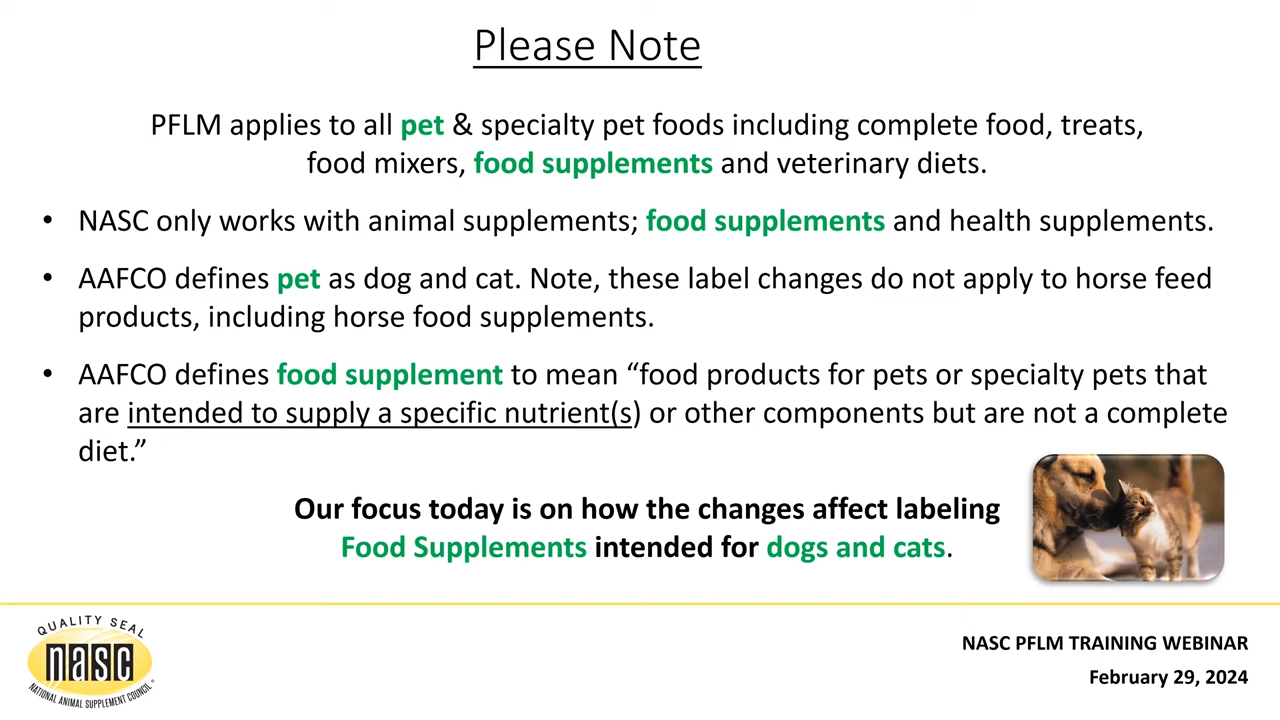 Please Note
PFLM applies to all pet & specialty pet foods including complete food, treats,
food mixers, food supplements and veterinary diets.
• NASC only works with animal supplements; food supplements and health supplements.
• AAFCO defines pet as dog and cat. Note, these label changes do not apply to horse feed
products, including horse food supplements.
• AAFCO defines food supplement to mean “food products for pets or specialty pets that
are intended to supply a specific nutrient(s) or other components but are not a complete
diet.”
Our focus today is on how the changes affect labeling
Food Supplements intended for dogs and cats.
QUALITY SEAL
nasc
NATIONAL ANIMAL SUPPLEMENT COUNCIL®
NASC PFLM TRAINING WEBINAR
February 29, 2024